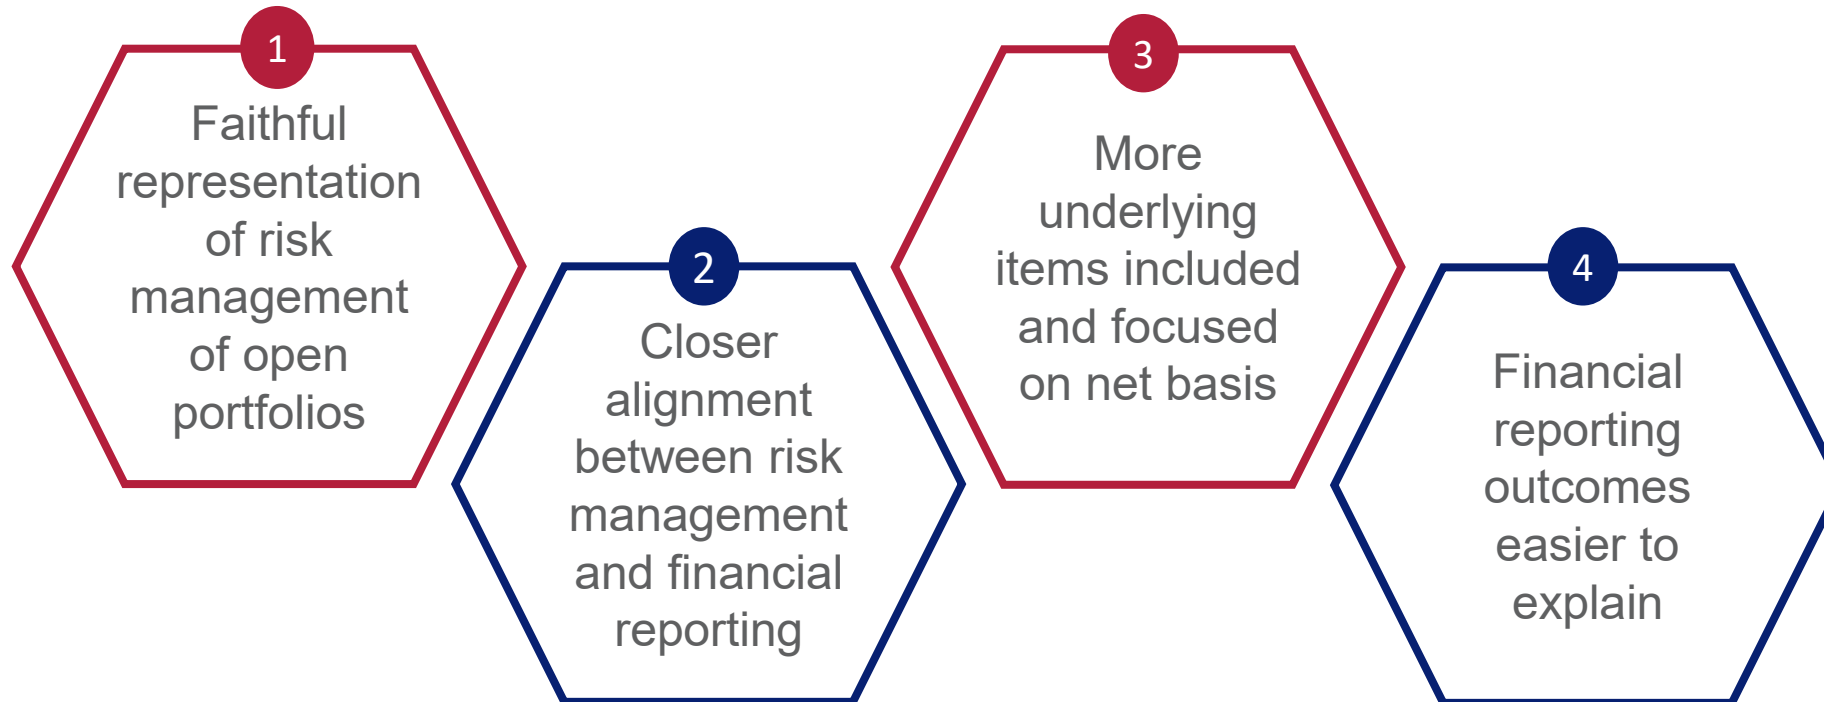 1
Faithful
representation
of risk
management
of open
portfolios
2
Closer
alignment
between risk
management
and financial
reporting
3
More
underlying
items included
and focused
on net basis
4
Financial
reporting
outcomes
easier to
explain